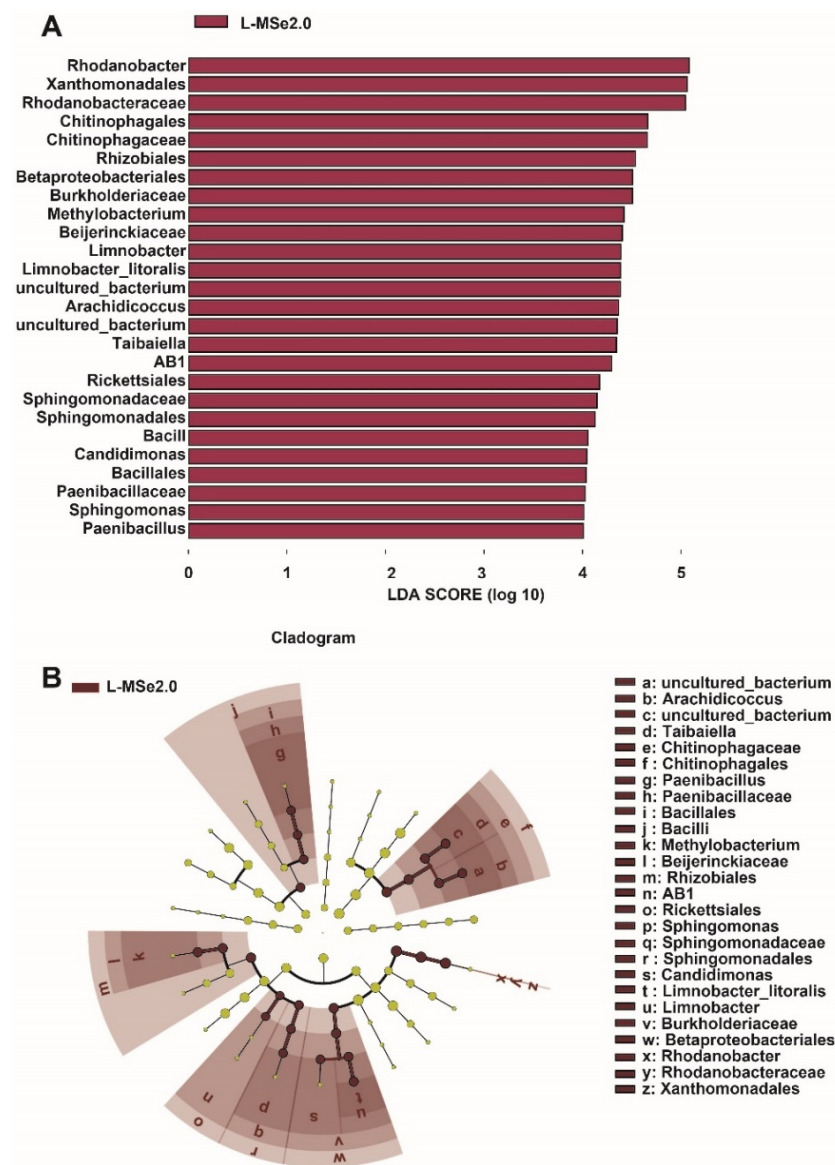 A
L-MSe2.0
Rhodanobacter
Xanthomonadales
Rhodanobacteraceae
Chitinophagales
Chitinophagaceae
Rhizobiales
Betaproteobacteriales
Burkholderiaceae
Methylobacterium
Beijerinckiaceae
Limnobacter
Limnobacter_litoralis
uncultured_bacterium
Arachidicoccus
uncultured_bacterium
Taibaiella
AB1
Rickettsiales
Sphingomonadaceae
Sphingomonadales
Bacill
Candidimonas
Bacillales
Paenibacillaceae
Sphingomonas
Paenibacillus
0 1 2 3 4 5
LDA SCORE (log 10)
Cladogram
B
L-MSe2.0
j
i
h
g
f
e
d
c
b
a
k
l
m
x
y
z
n
o
p
q
r
s
t
u
v
w
a: uncultured_bacterium
b: Arachidicoccus
c: uncultured_bacterium
d: Taibaiella
e: Chitinophagaceae
f : Chitinophagales
g: Paenibacillus
h: Paenibacillaceae
i : Bacillales
j : Bacilli
k: Methylobacterium
l : Beijerinckiaceae
m: Rhizobiales
n: AB1
o: Rickettsiales
p: Sphingomonas
q: Sphingomonadaceae
r : Sphingomonadales
s: Candidimonas
t : Limnobacter_litoralis
u: Limnobacter
v: Burkholderiaceae
w: Betaproteobacteriales
x: Rhodanobacter
y: Rhodanobacteraceae
z: Xanthomonadales